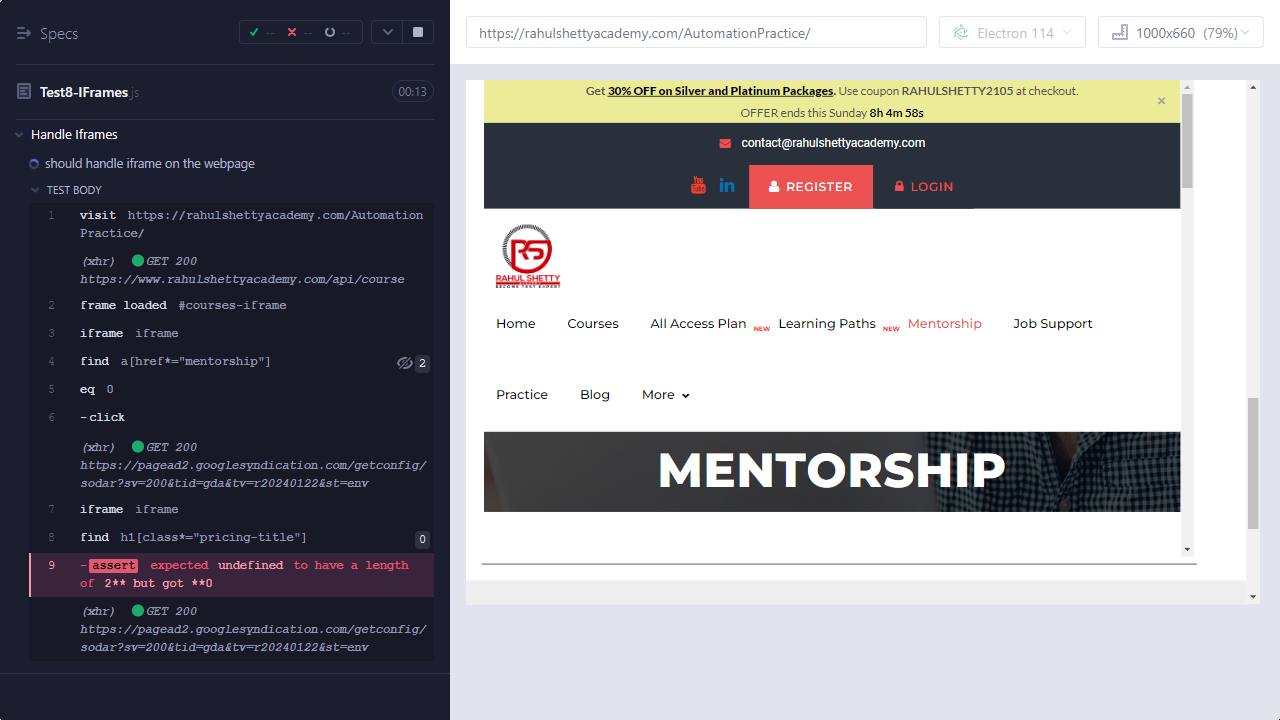 Specs
--
--
--
Test8-IFrames.js
00:13
Handle Iframes
should handle iframe on the webpage
TEST BODY
1 visit https://rahulshettyacademy.com/Automation
Practice/
(xhr) GET 200
https://www.rahulshettyacademy.com/api/course
2 frame loaded #courses-iframe
3 iframe iframe
4 find a[href*="mentorship"] 2
5 eq 0
6 -click
(xhr) GET 200
https://pagead2.googlesyndication.com/getconfig/
sodar?sv=200&tid=gda&tv=r20240122&st=env
7 iframe iframe
8 find h1[class*="pricing-title"] 0
9 -assert expected undefined to have a length
of 2** but got **0
(xhr) GET 200
https://pagead2.googlesyndication.com/getconfig/
sodar?sv=200&tid=gda&tv=r20240122&st=env
https://rahulshettyacademy.com/AutomationPractice/
Electron 114
1000x660 (79%)
Get 30% OFF on Silver and Platinum Packages. Use coupon RAHULSHETTY2105 at checkout.
OFFER ends this Sunday 8h 4m 58s
×
contact@rahulshettyacademy.com
You Tube in REGISTER LOGIN
RS
RAHUL SHETTY
ACADEMY
BECOME TEST EXPERT
Home Courses All Access Plan NEW Learning Paths NEW Mentorship Job Support
Practice Blog More
MENTORSHIP